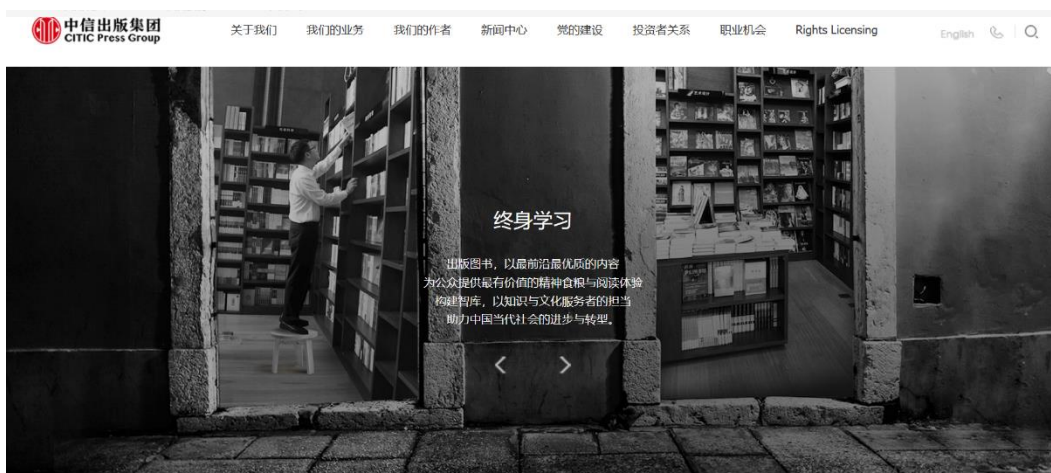 中信出版集团
CITIC Press Group
关于我们
我们的业务
我们的作者
新闻中心
党的建设
投资者关系
职业机会
Rights Licensing
English
终身学习
出版图书，以最前沿最优质的内容
为公众提供最有价值的精神食粮与阅读体验
构建智库，以知识与文化服务者的担当
助力中国当代社会的进步与转型。